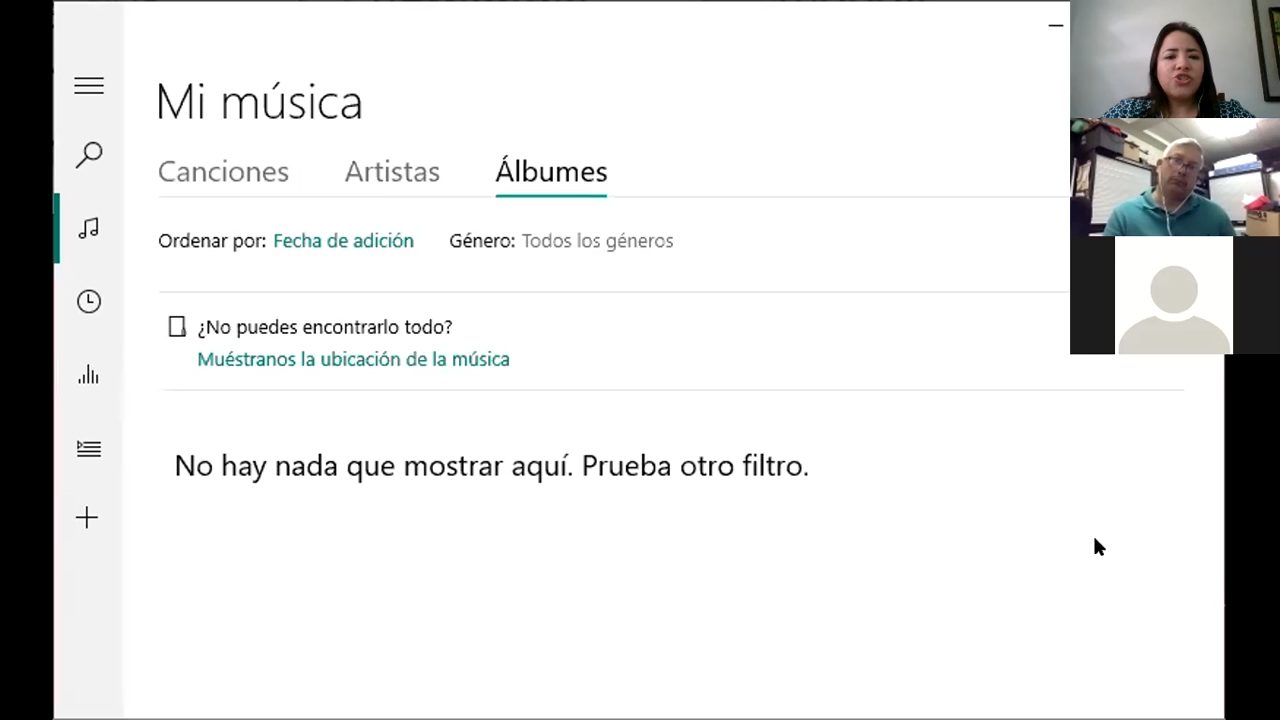 Mi música
Canciones Artistas Álbumes
Ordenar por: Fecha de adición Género: Todos los géneros
¿No puedes encontrarlo todo?
Muéstranos la ubicación de la música
No hay nada que mostrar aquí. Prueba otro filtro.